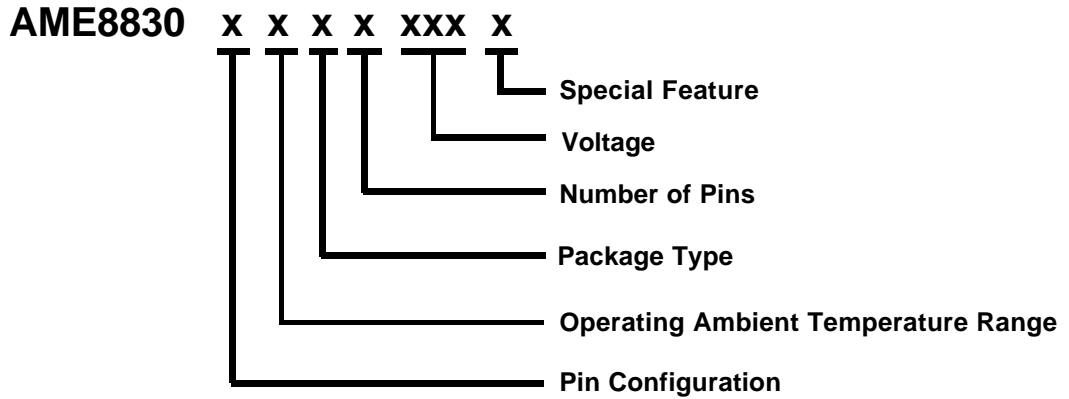 AME8830 x x x x xxx x
Special Feature
Voltage
Number of Pins
Package Type
Operating Ambient Temperature Range
Pin Configuration